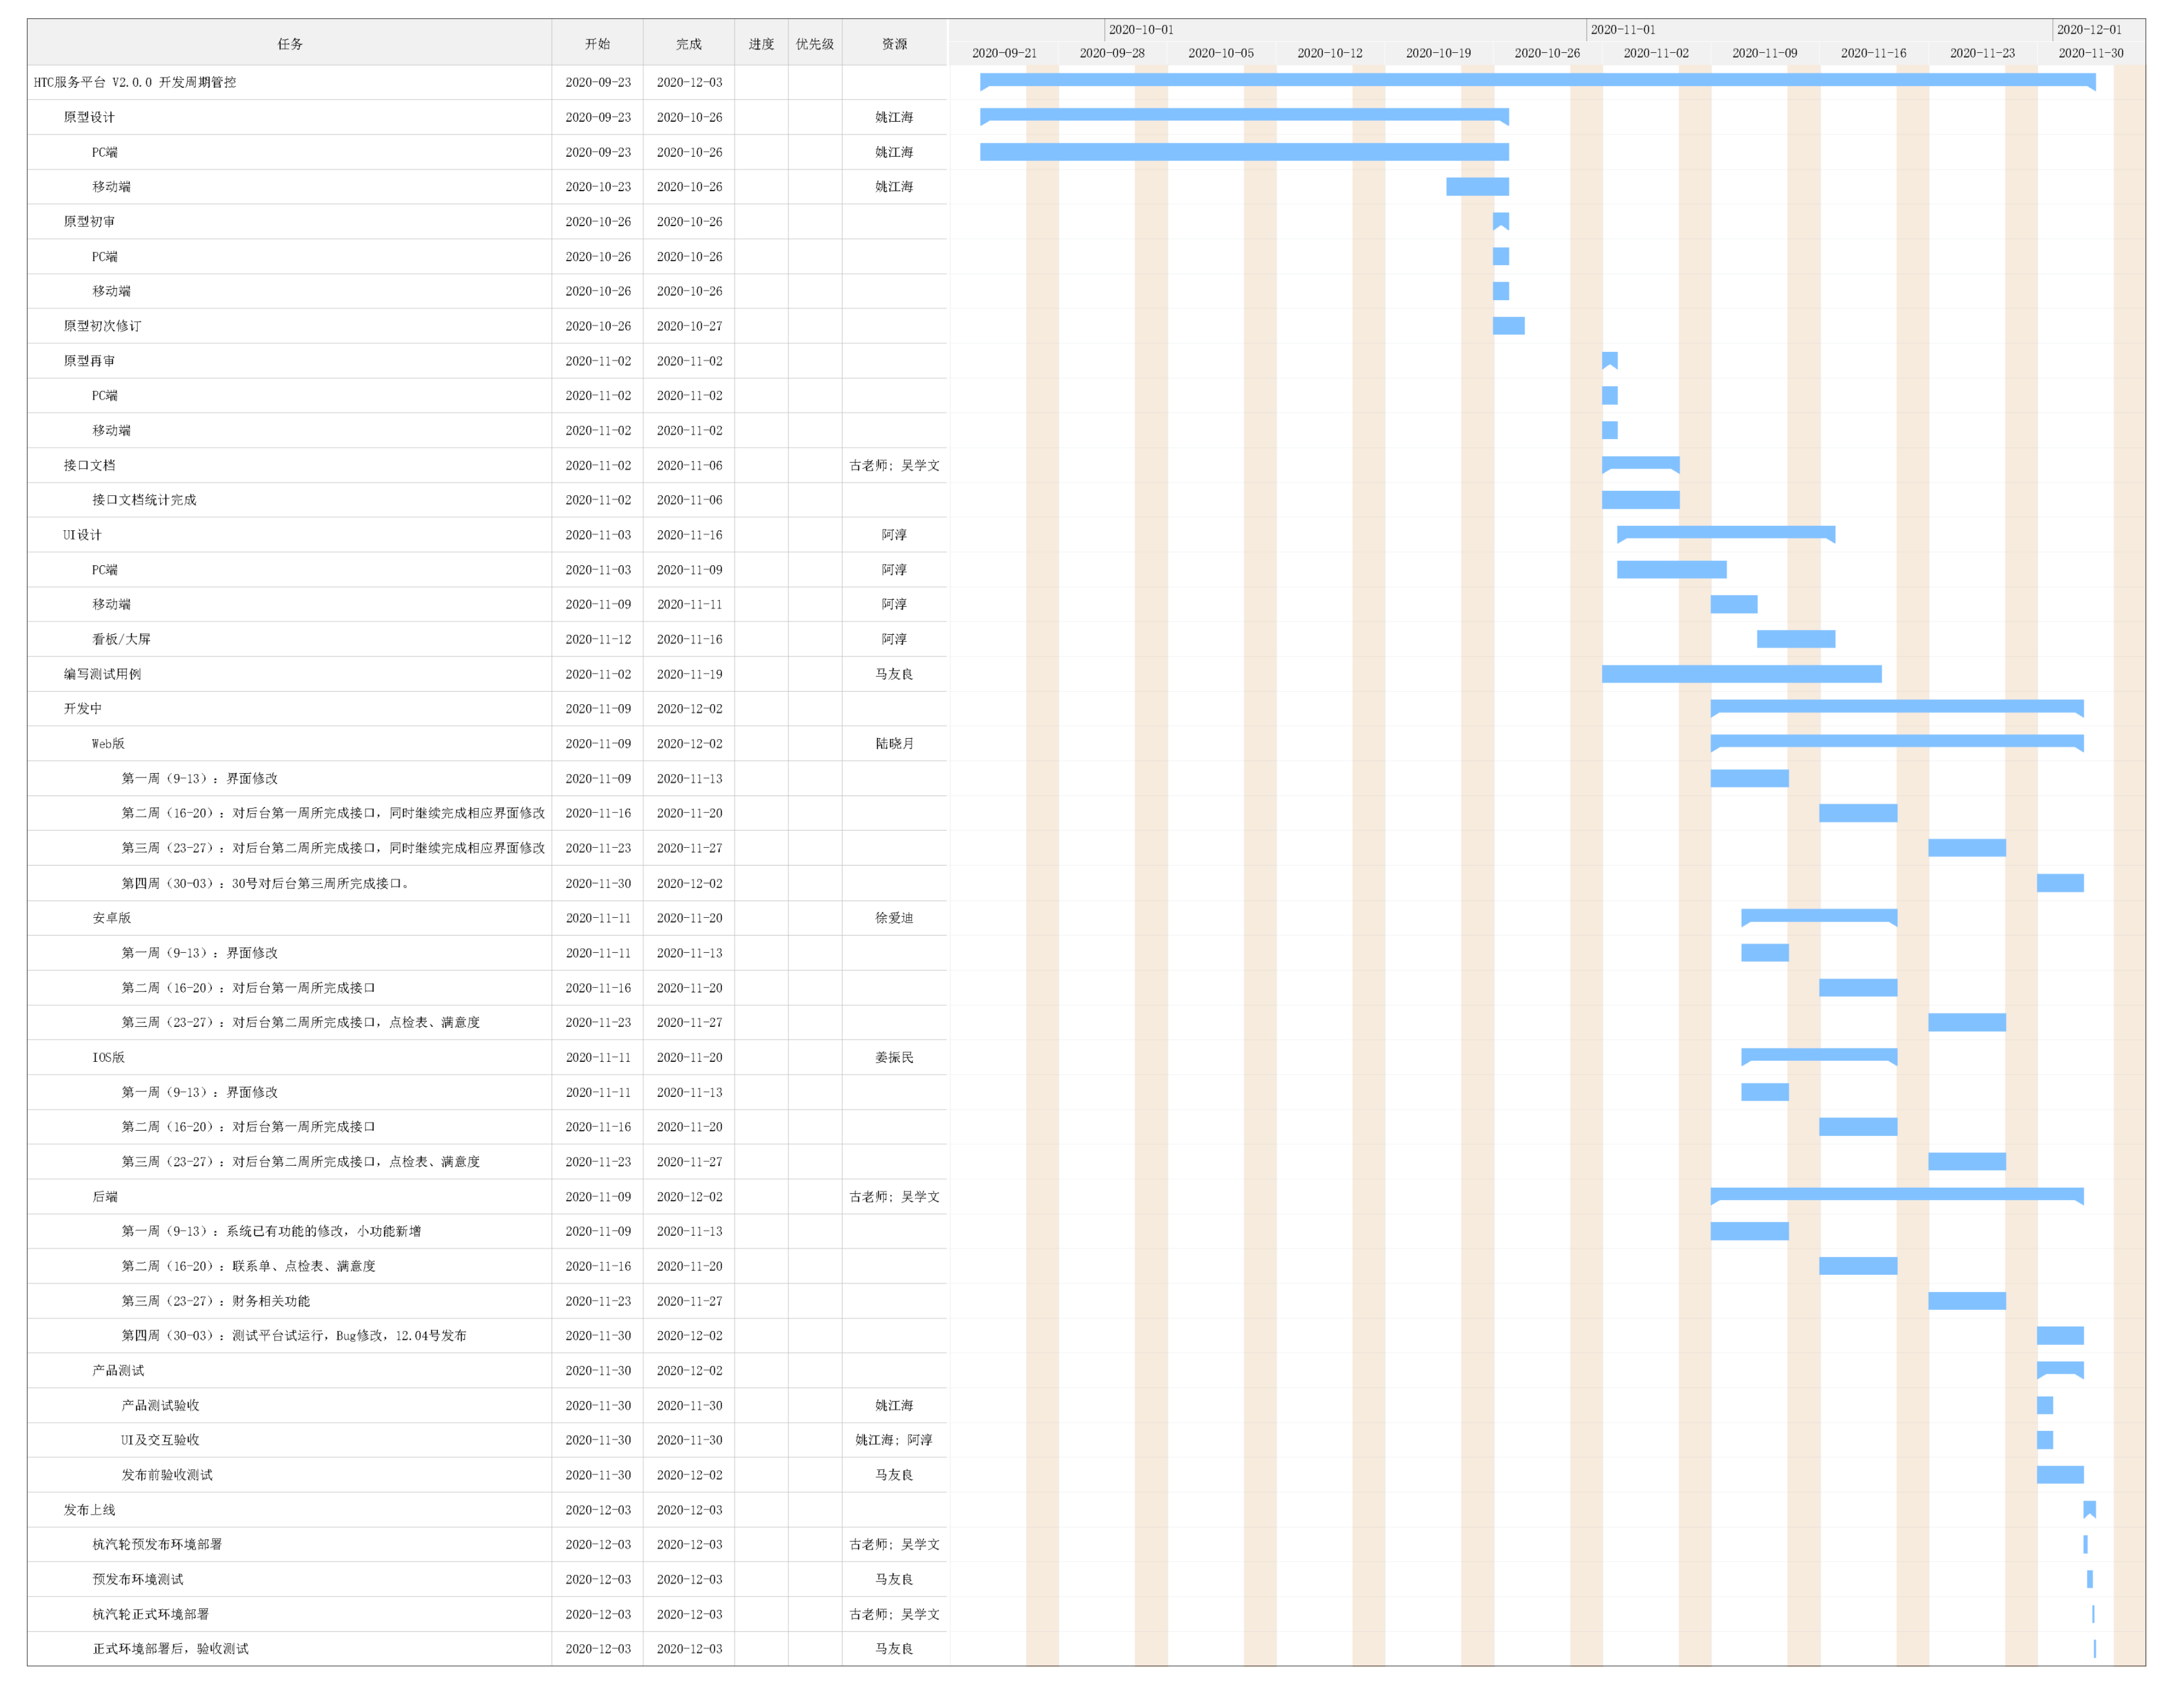 任务 开始 完成 进度 优先级 资源
2020-10-01 2020-11-01 2020-12-01
2020-09-21 2020-09-28 2020-10-05 2020-10-12 2020-10-19 2020-10-26 2020-11-02 2020-11-09 2020-11-16 2020-11-23 2020-11-30
HTC服务平台 V2.0.0 开发周期管控 2020-09-23 2020-12-03
原型设计 2020-09-23 2020-10-26 姚江海
PC端 2020-09-23 2020-10-26 姚江海
移动端 2020-10-23 2020-10-26 姚江海
原型初审 2020-10-26 2020-10-26
PC端 2020-10-26 2020-10-26
移动端 2020-10-26 2020-10-26
原型初次修订 2020-10-26 2020-10-27
原型再审 2020-11-02 2020-11-02
PC端 2020-11-02 2020-11-02
移动端 2020-11-02 2020-11-02
接口文档 2020-11-02 2020-11-06 古老师; 吴学文
接口文档统计完成 2020-11-02 2020-11-06
UI设计 2020-11-03 2020-11-16 阿淳
PC端 2020-11-03 2020-11-09 阿淳
移动端 2020-11-09 2020-11-11 阿淳
看板/大屏 2020-11-12 2020-11-16 阿淳
编写测试用例 2020-11-02 2020-11-19 马友良
开发中 2020-11-09 2020-12-02
Web版 2020-11-09 2020-12-02 陆晓月
第一周（9-13）：界面修改 2020-11-09 2020-11-13
第二周（16-20）：对后台第一周所完成接口，同时继续完成相应界面修改 2020-11-16 2020-11-20
第三周（23-27）：对后台第二周所完成接口，同时继续完成相应界面修改 2020-11-23 2020-11-27
第四周（30-03）：30号对后台第三周所完成接口。 2020-11-30 2020-12-02
安卓版 2020-11-11 2020-11-20 徐爱迪
第一周（9-13）：界面修改 2020-11-11 2020-11-13
第二周（16-20）：对后台第一周所完成接口 2020-11-16 2020-11-20
第三周（23-27）：对后台第二周所完成接口，点检表、满意度 2020-11-23 2020-11-27
IOS版 2020-11-11 2020-11-20 姜振民
第一周（9-13）：界面修改 2020-11-11 2020-11-13
第二周（16-20）：对后台第一周所完成接口 2020-11-16 2020-11-20
第三周（23-27）：对后台第二周所完成接口，点检表、满意度 2020-11-23 2020-11-27
后端 2020-11-09 2020-12-02 古老师; 吴学文
第一周（9-13）：系统已有功能的修改，小功能新增 2020-11-09 2020-11-13
第二周（16-20）：联系单、点检表、满意度 2020-11-16 2020-11-20
第三周（23-27）：财务相关功能 2020-11-23 2020-11-27
第四周（30-03）：测试平台试运行，Bug修改，12.04号发布 2020-11-30 2020-12-02
产品测试 2020-11-30 2020-12-02
产品测试验收 2020-11-30 2020-11-30 姚江海
UI及交互验收 2020-11-30 2020-11-30 姚江海; 阿淳
发布前验收测试 2020-11-30 2020-12-02 马友良
发布上线 2020-12-03 2020-12-03
杭汽轮预发布环境部署 2020-12-03 2020-12-03 古老师; 吴学文
预发布环境测试 2020-12-03 2020-12-03 马友良
杭汽轮正式环境部署 2020-12-03 2020-12-03 古老师; 吴学文
正式环境部署后，验收测试 2020-12-03 2020-12-03 马友良